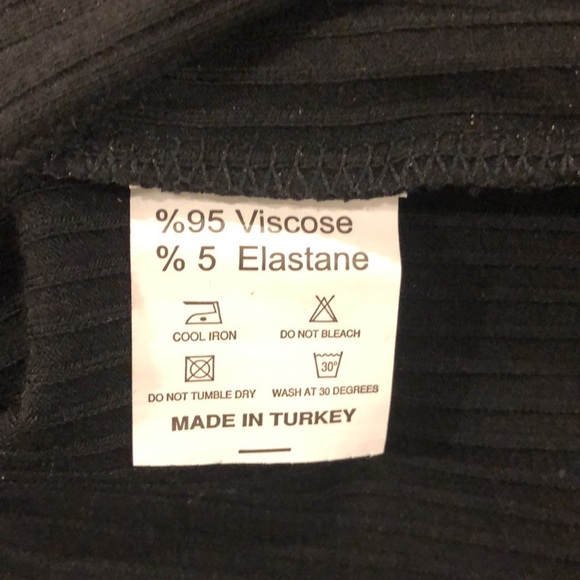 %95 Viscose
% 5 Elastane
COOL IRON
DO NOT BLEACH
30°
DO NOT TUMBLE DRY
WASH AT 30 DEGREES
MADE IN TURKEY